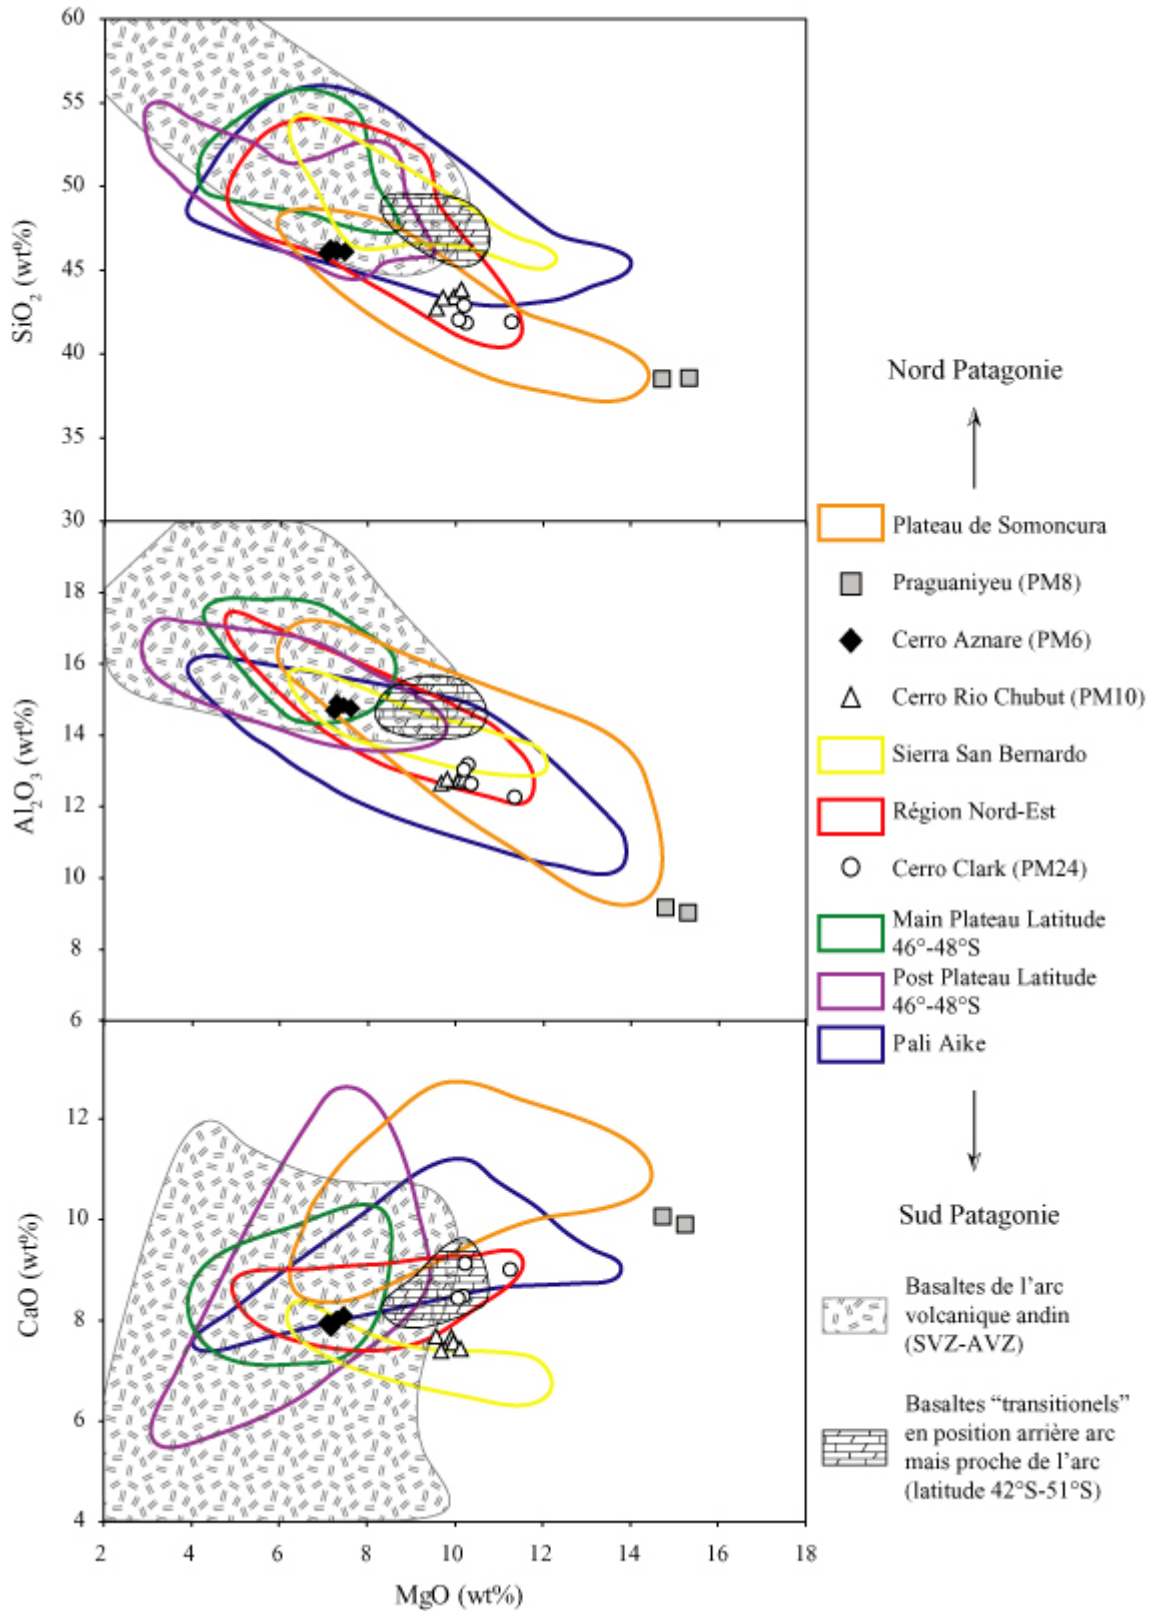 60
55
50
45
40
35
30
SiO2 (wt%)
18
16
14
12
10
8
6
Al2O3 (wt%)
12
10
8
6
4
CaO (wt%)
2 4 6 8 10 12 14 16 18
MgO (wt%)
Nord Patagonie
Plateau de Somoncura
Praguaniyeu (PM8)
Cerro Aznare (PM6)
Cerro Rio Chubut (PM10)
Sierra San Bernardo
Région Nord-Est
Cerro Clark (PM24)
Main Plateau Latitude
46°-48°S
Post Plateau Latitude
46°-48°S
Pali Aike
Sud Patagonie
Basaltes de l’arc
volcanique andin
(SVZ-AVZ)
Basaltes “transitionels”
en position arrière arc
mais proche de l’arc
(latitude 42°S-51°S)